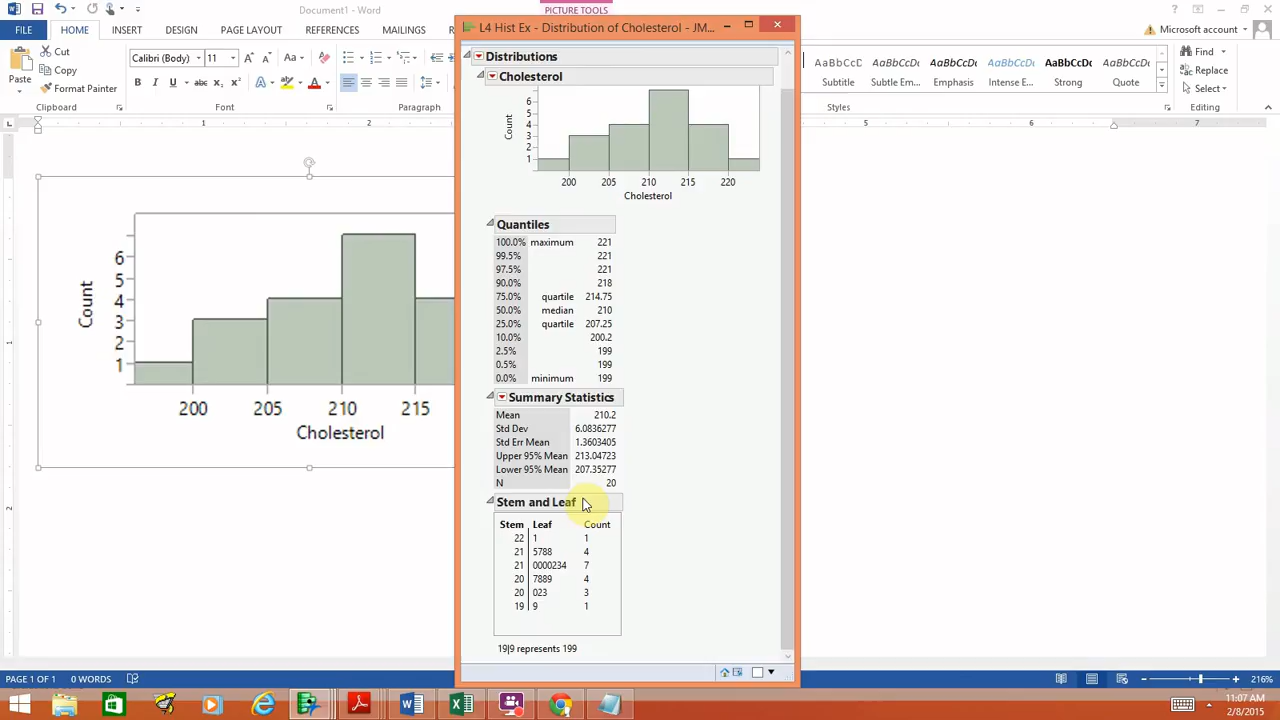 Document1 - Word
PICTURE TOOLS
L4 Hist Ex - Distribution of Cholesterol - JM...
FILE HOME INSERT DESIGN PAGE LAYOUT REFERENCES MAILINGS
Microsoft account
Paste
Cut
Copy
Format Painter
Calibri (Body) 11
Clipboard
Font
Paragraph
Subtitle Subtle Em... Emphasis Intense E... Strong Quote
Styles
Find
Replace
Select
Editing
Distributions
Cholesterol
Count
6
5
4
3
2
1
200 205 210 215 220
Cholesterol
Quantiles
100.0% maximum 221
99.5% 221
97.5% 221
90.0% 218
75.0% quartile 214.75
50.0% median 210
25.0% quartile 207.25
10.0% 200.2
2.5% 199
0.5% 199
0.0% minimum 199
Summary Statistics
Mean 210.2
Std Dev 6.0836277
Std Err Mean 1.3603405
Upper 95% Mean 213.04723
Lower 95% Mean 207.35277
N 20
Stem and Leaf
Stem Leaf Count
22 1 1
21 5788 4
21 0000234 7
20 7889 4
20 023 3
19 9 1
19|9 represents 199
Count
6
5
4
3
2
1
200 205 210 215
Cholesterol
PAGE 1 OF 1 0 WORDS
216%
11:07 AM
2/8/2015